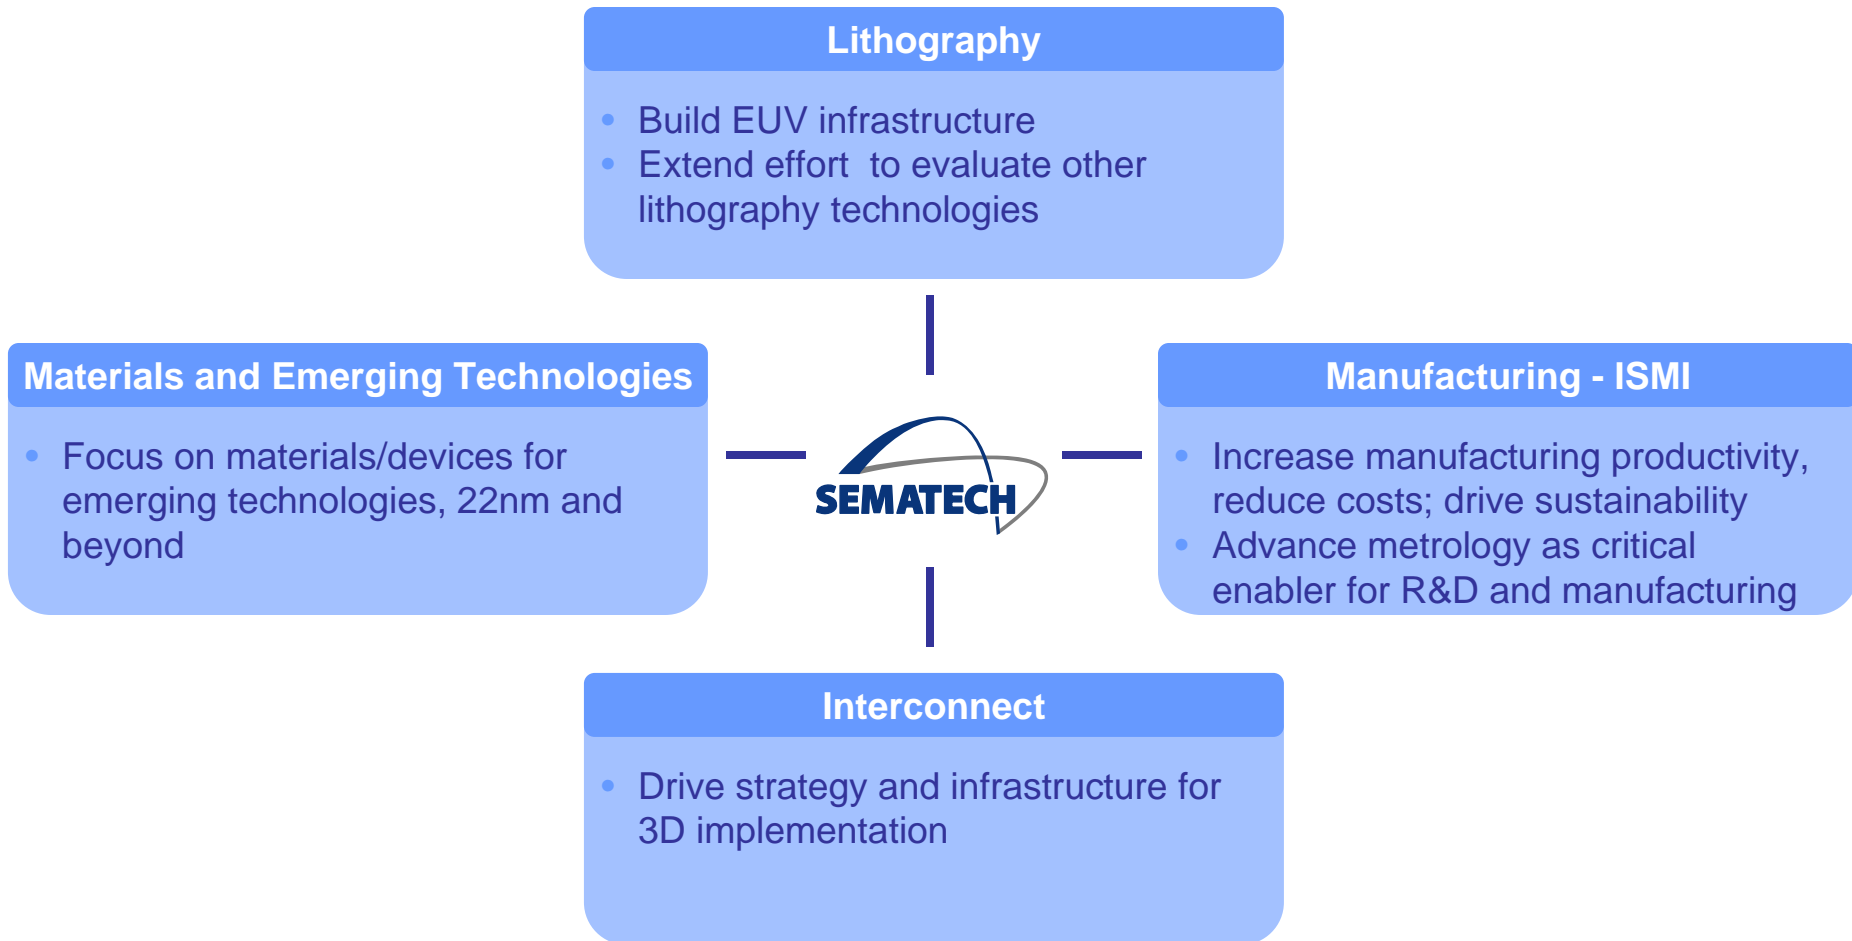 Lithography
• Build EUV infrastructure
• Extend effort  to evaluate other
lithography technologies
Materials and Emerging Technologies
• Focus on materials/devices for
emerging technologies, 22nm and
beyond
SEMATECH
Manufacturing - ISMI
• Increase manufacturing productivity,
reduce costs; drive sustainability
• Advance metrology as critical
enabler for R&D and manufacturing
Interconnect
• Drive strategy and infrastructure for
3D implementation